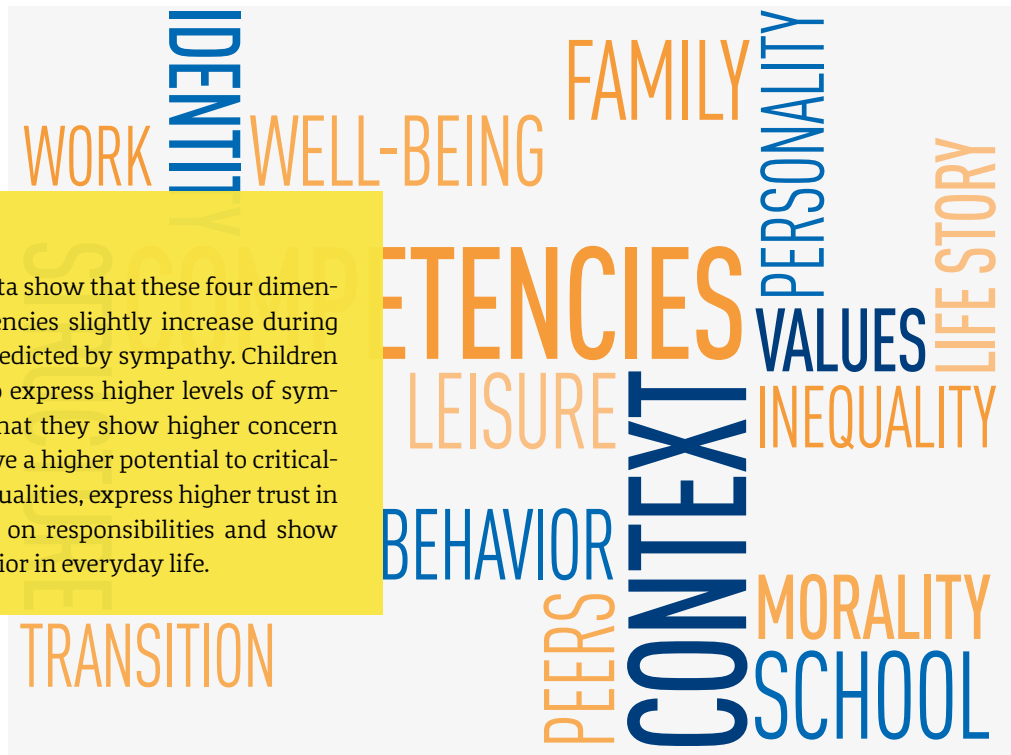 IDENTITY
FAMILY
PERSONALITY
WORK
WELL-BEING
LIFE STORY
STRUCTURE
COMPETENCIES
ta show that these four dimen-
encies slightly increase during
edicted by sympathy. Children
o express higher levels of sym-
hat they show higher concern
ve a higher potential to critical-
ualities, express higher trust in
on responsibilities and show
ior in everyday life.
VALUES
LEISURE
INEQUALITY
CONTEXT
BEHAVIOR
PEERS
MORALITY
TRANSITION
SCHOOL